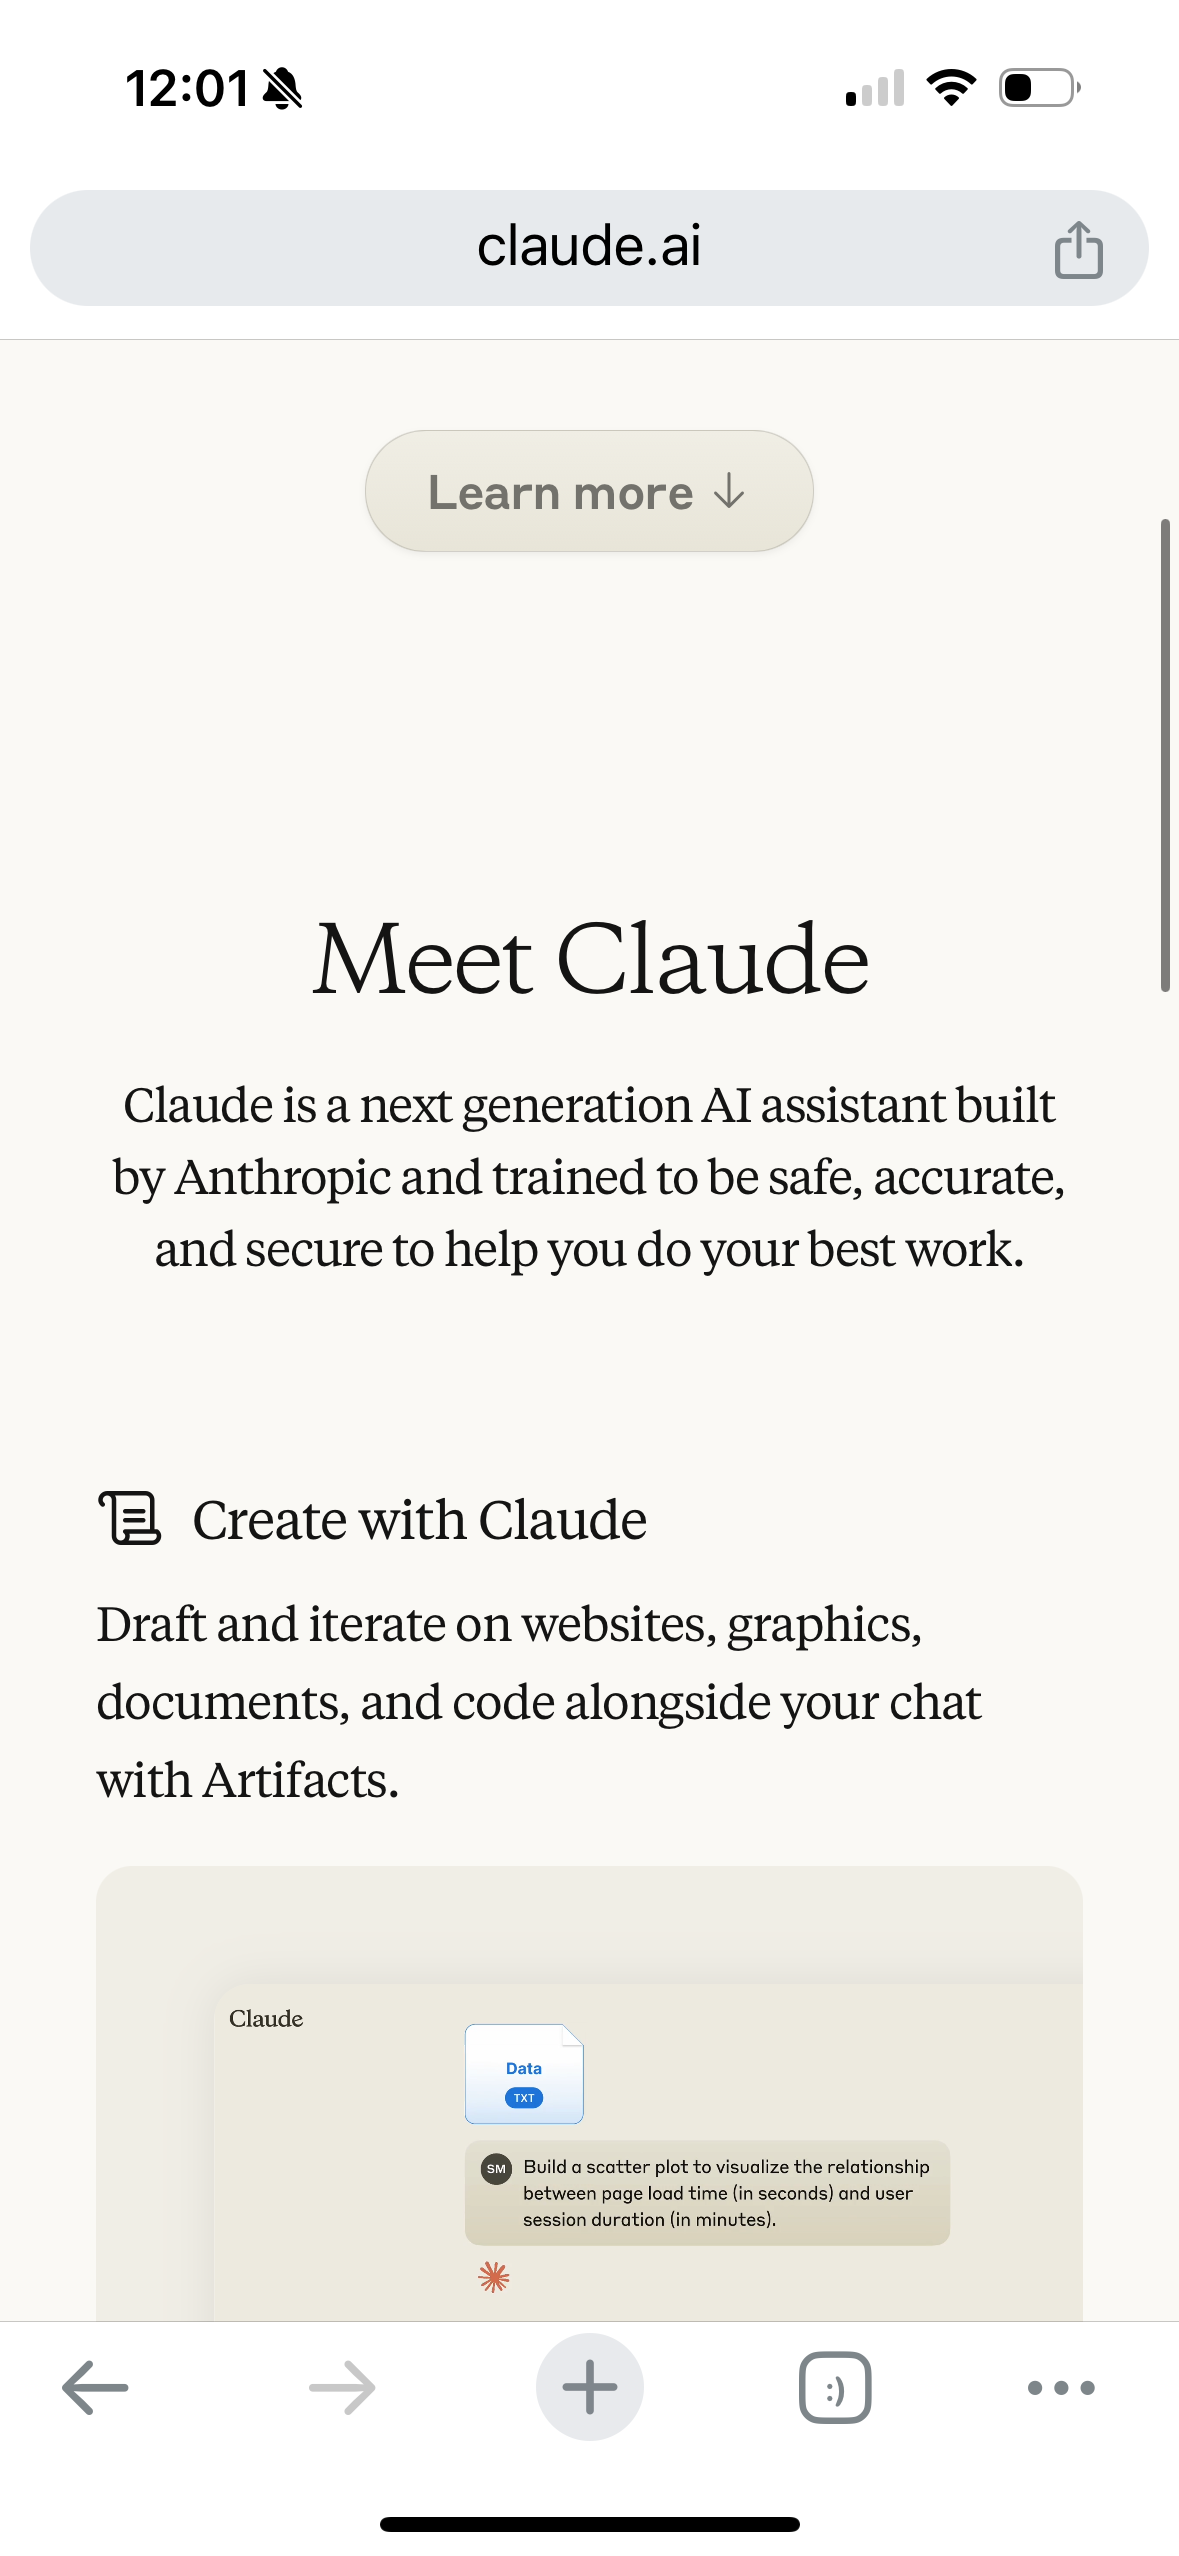 12:01
claude.ai
Learn more ↓
Meet Claude
Claude is a next generation AI assistant built
by Anthropic and trained to be safe, accurate,
and secure to help you do your best work.
Create with Claude
Draft and iterate on websites, graphics,
documents, and code alongside your chat
with Artifacts.
Claude
Data
TXT
SM
Build a scatter plot to visualize the relationship
between page load time (in seconds) and user
session duration (in minutes).
:)